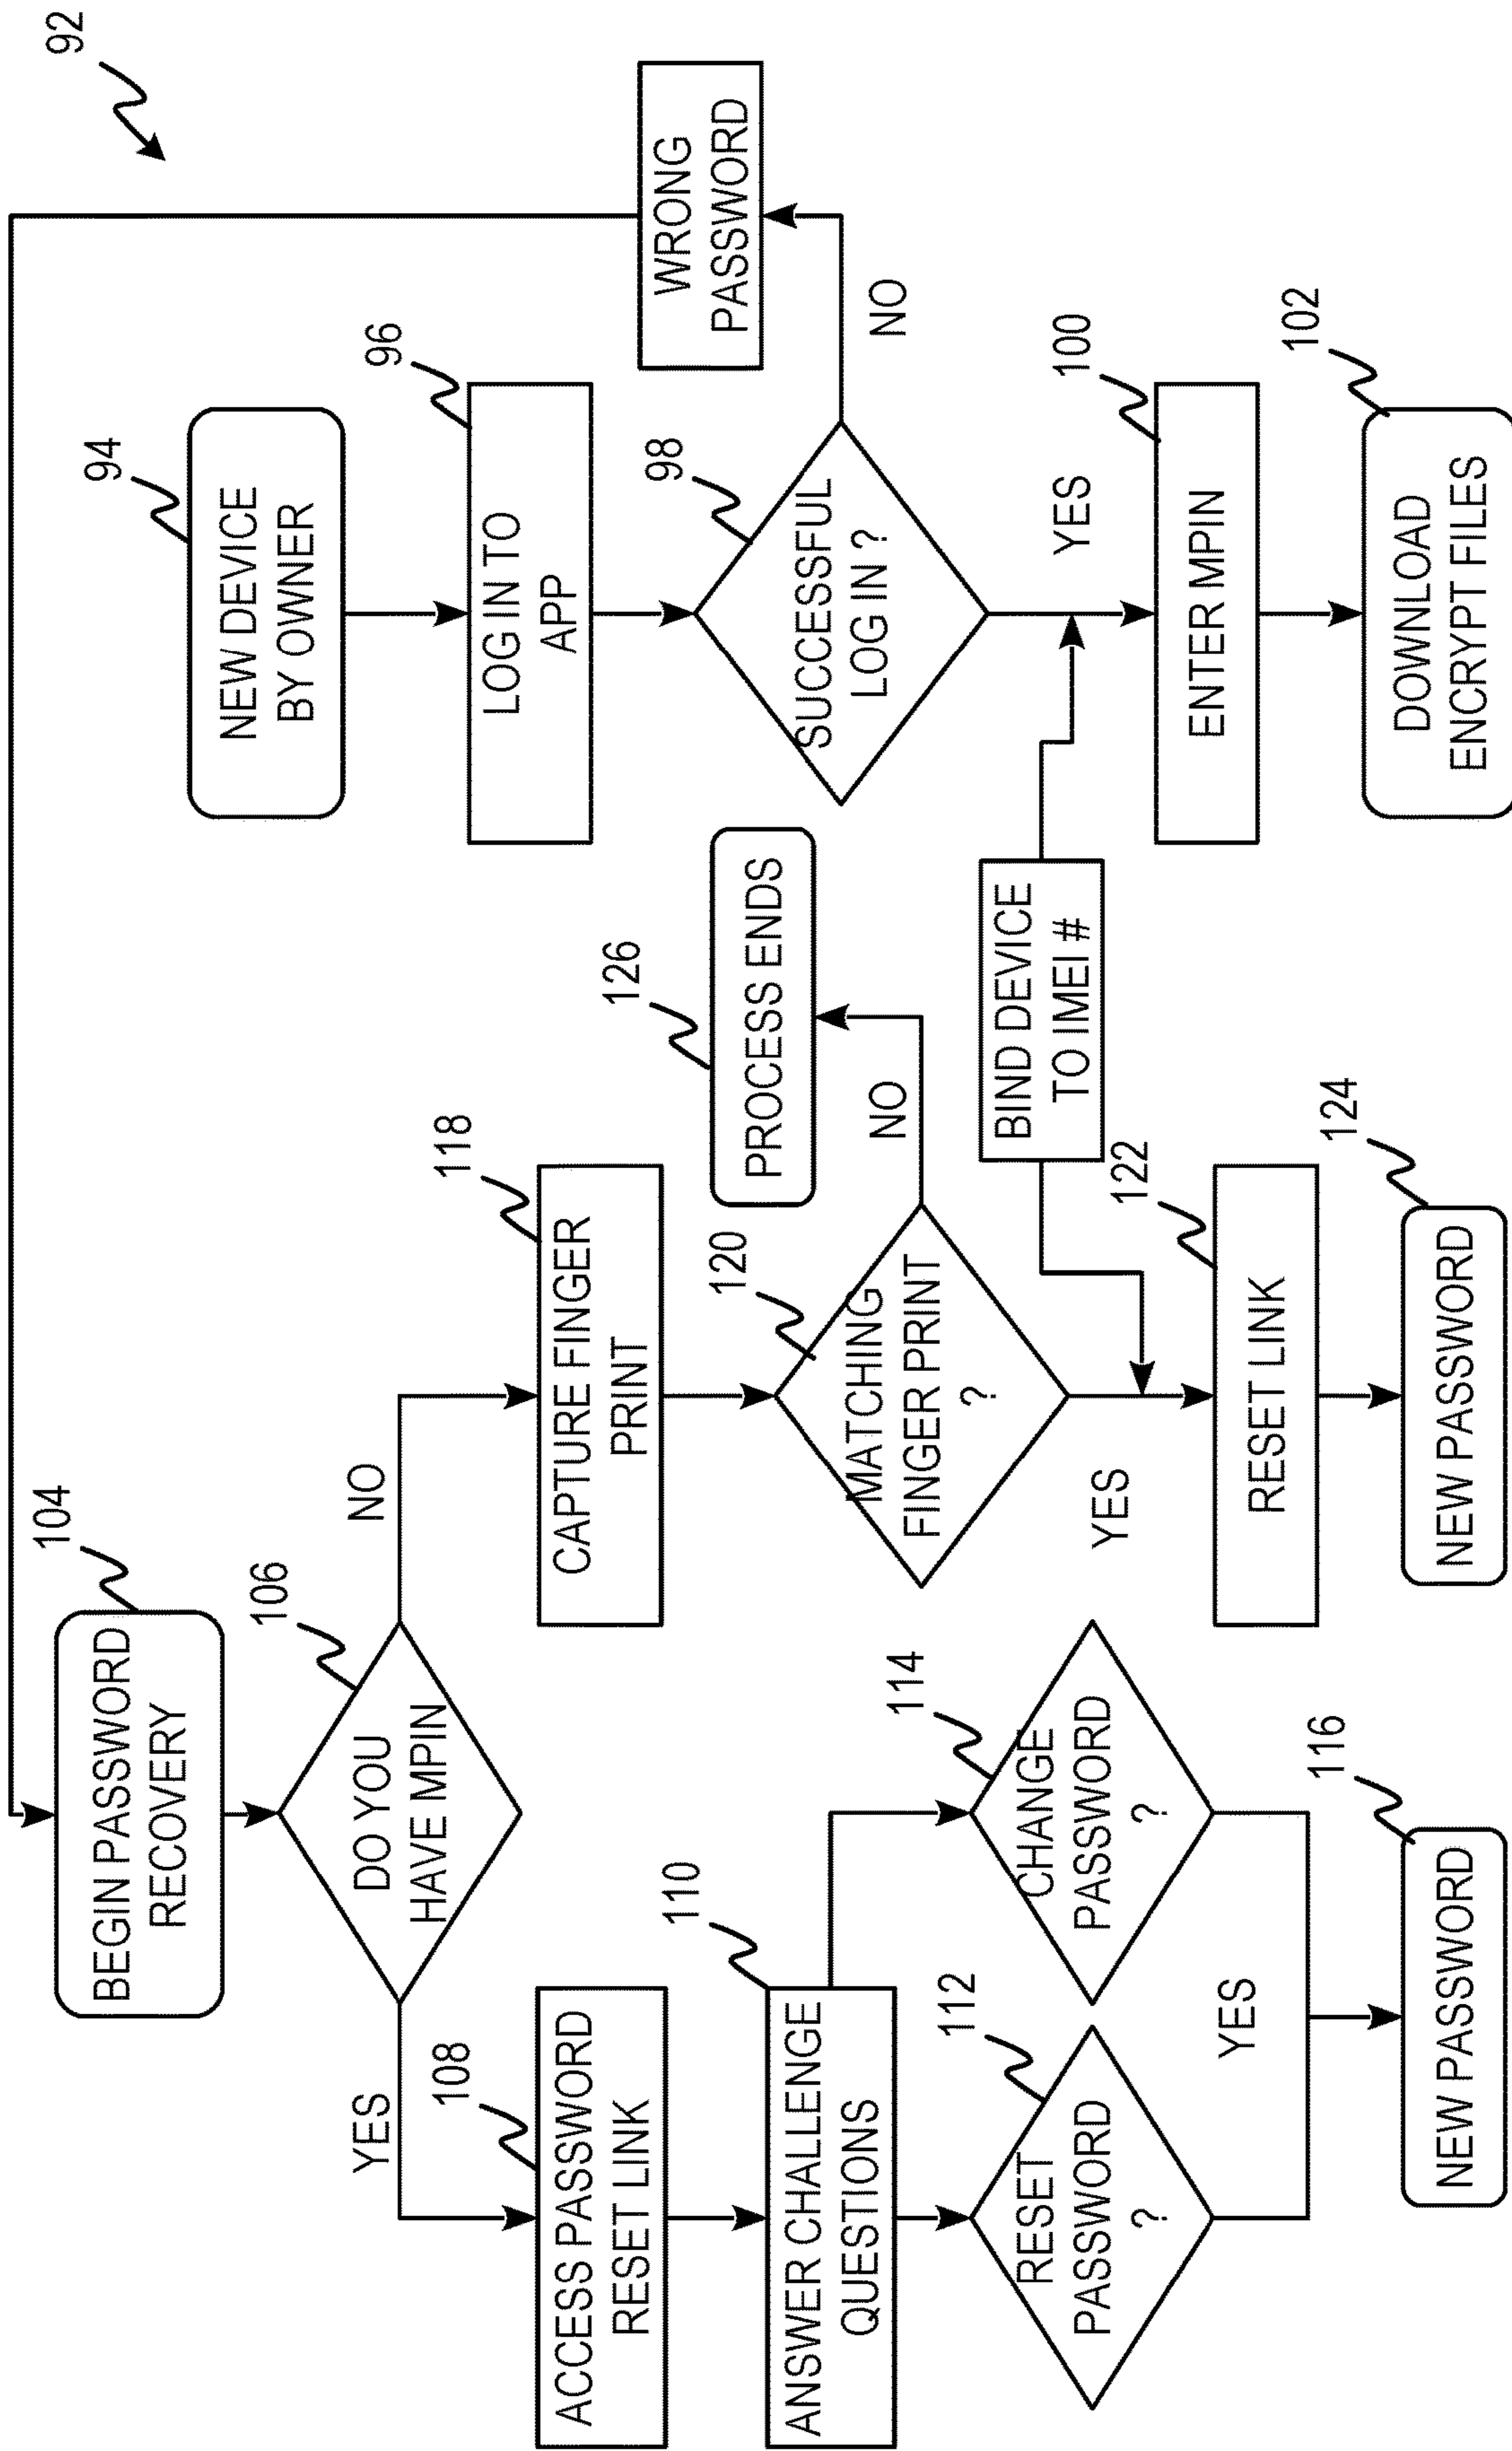 92
104
BEGIN PASSWORD
RECOVERY
94
NEW DEVICE
BY OWNER
106
DO YOU
HAVE MPIN
YES
NO
96
LOG IN TO
APP
108
ACCESS PASSWORD
RESET LINK
118
CAPTURE FINGER
PRINT
WRONG
PASSWORD
98
SUCCESSFUL
LOG IN ?
NO
126
PROCESS ENDS
110
ANSWER CHALLENGE
QUESTIONS
120
MATCHING
FINGER PRINT
?
NO
YES
BIND DEVICE
TO IMEI #
112
RESET
PASSWORD
?
114
CHANGE
PASSWORD
?
YES
YES
122
RESET LINK
100
ENTER MPIN
116
NEW PASSWORD
124
NEW PASSWORD
102
DOWNLOAD
ENCRYPT FILES